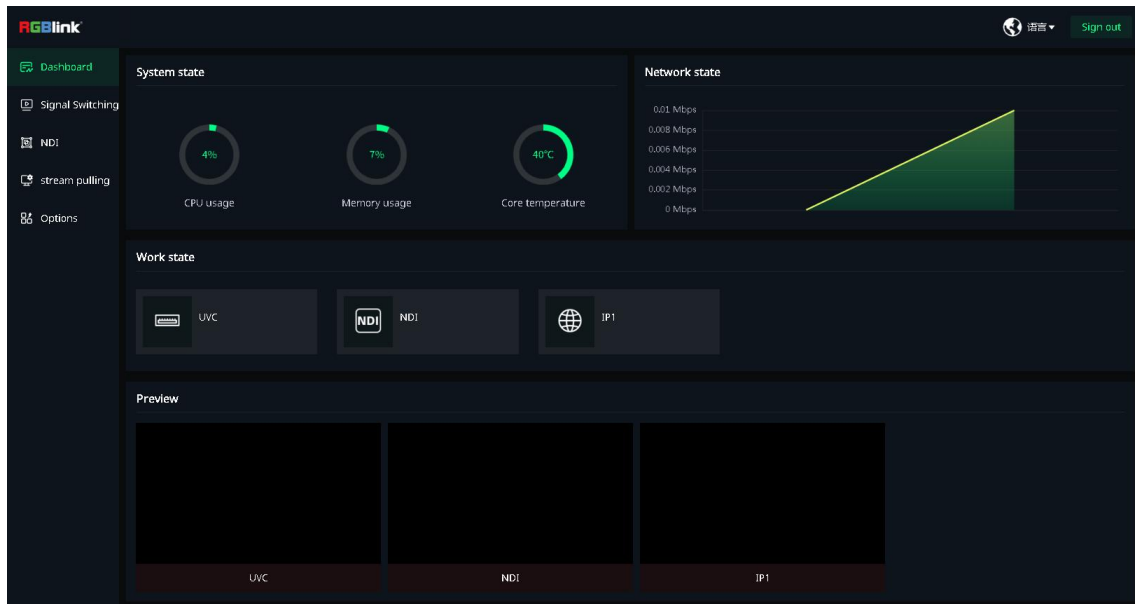 RGBlink
语言
Sign out
Dashboard
Signal Switching
NDI
stream pulling
Options
System state
4%
7%
40℃
CPU usage
Memory usage
Core temperature
Network state
0.01 Mbps
0.008 Mbps
0.006 Mbps
0.004 Mbps
0.002 Mbps
0 Mbps
Work state
UVC
NDI
NDI
IP1
Preview
UVC
NDI
IP1